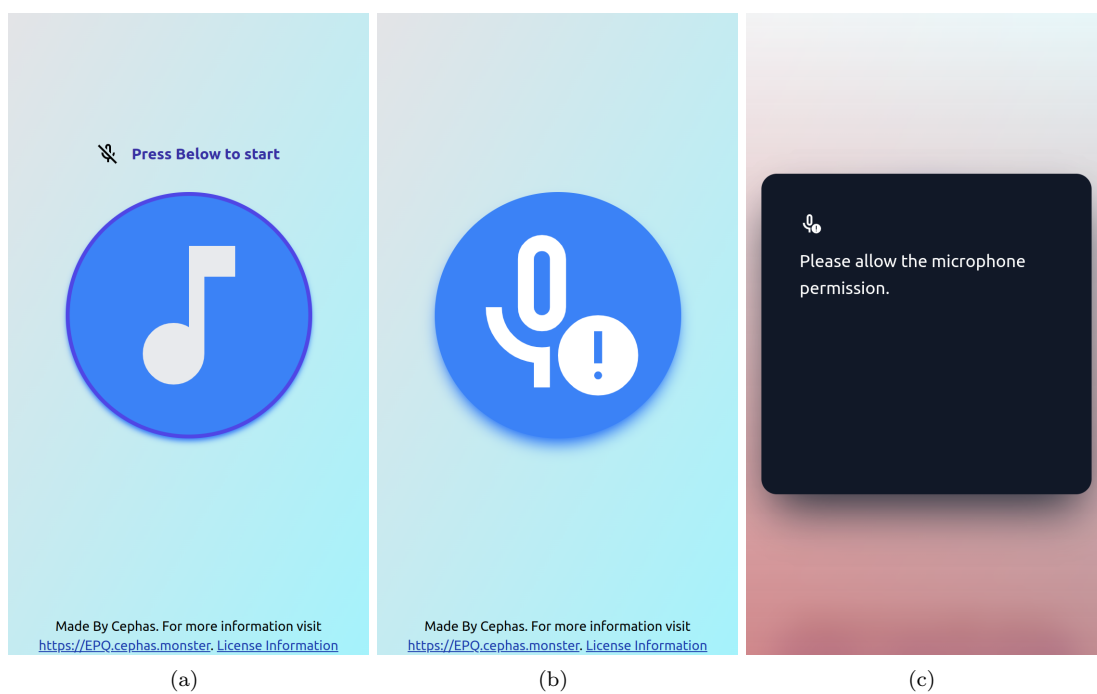 Press Below to start
Made By Cephas. For more information visit
https://EPQ.cephas.monster. License Information
(a)
Made By Cephas. For more information visit
https://EPQ.cephas.monster. License Information
(b)
Please allow the microphone
permission.
(c)